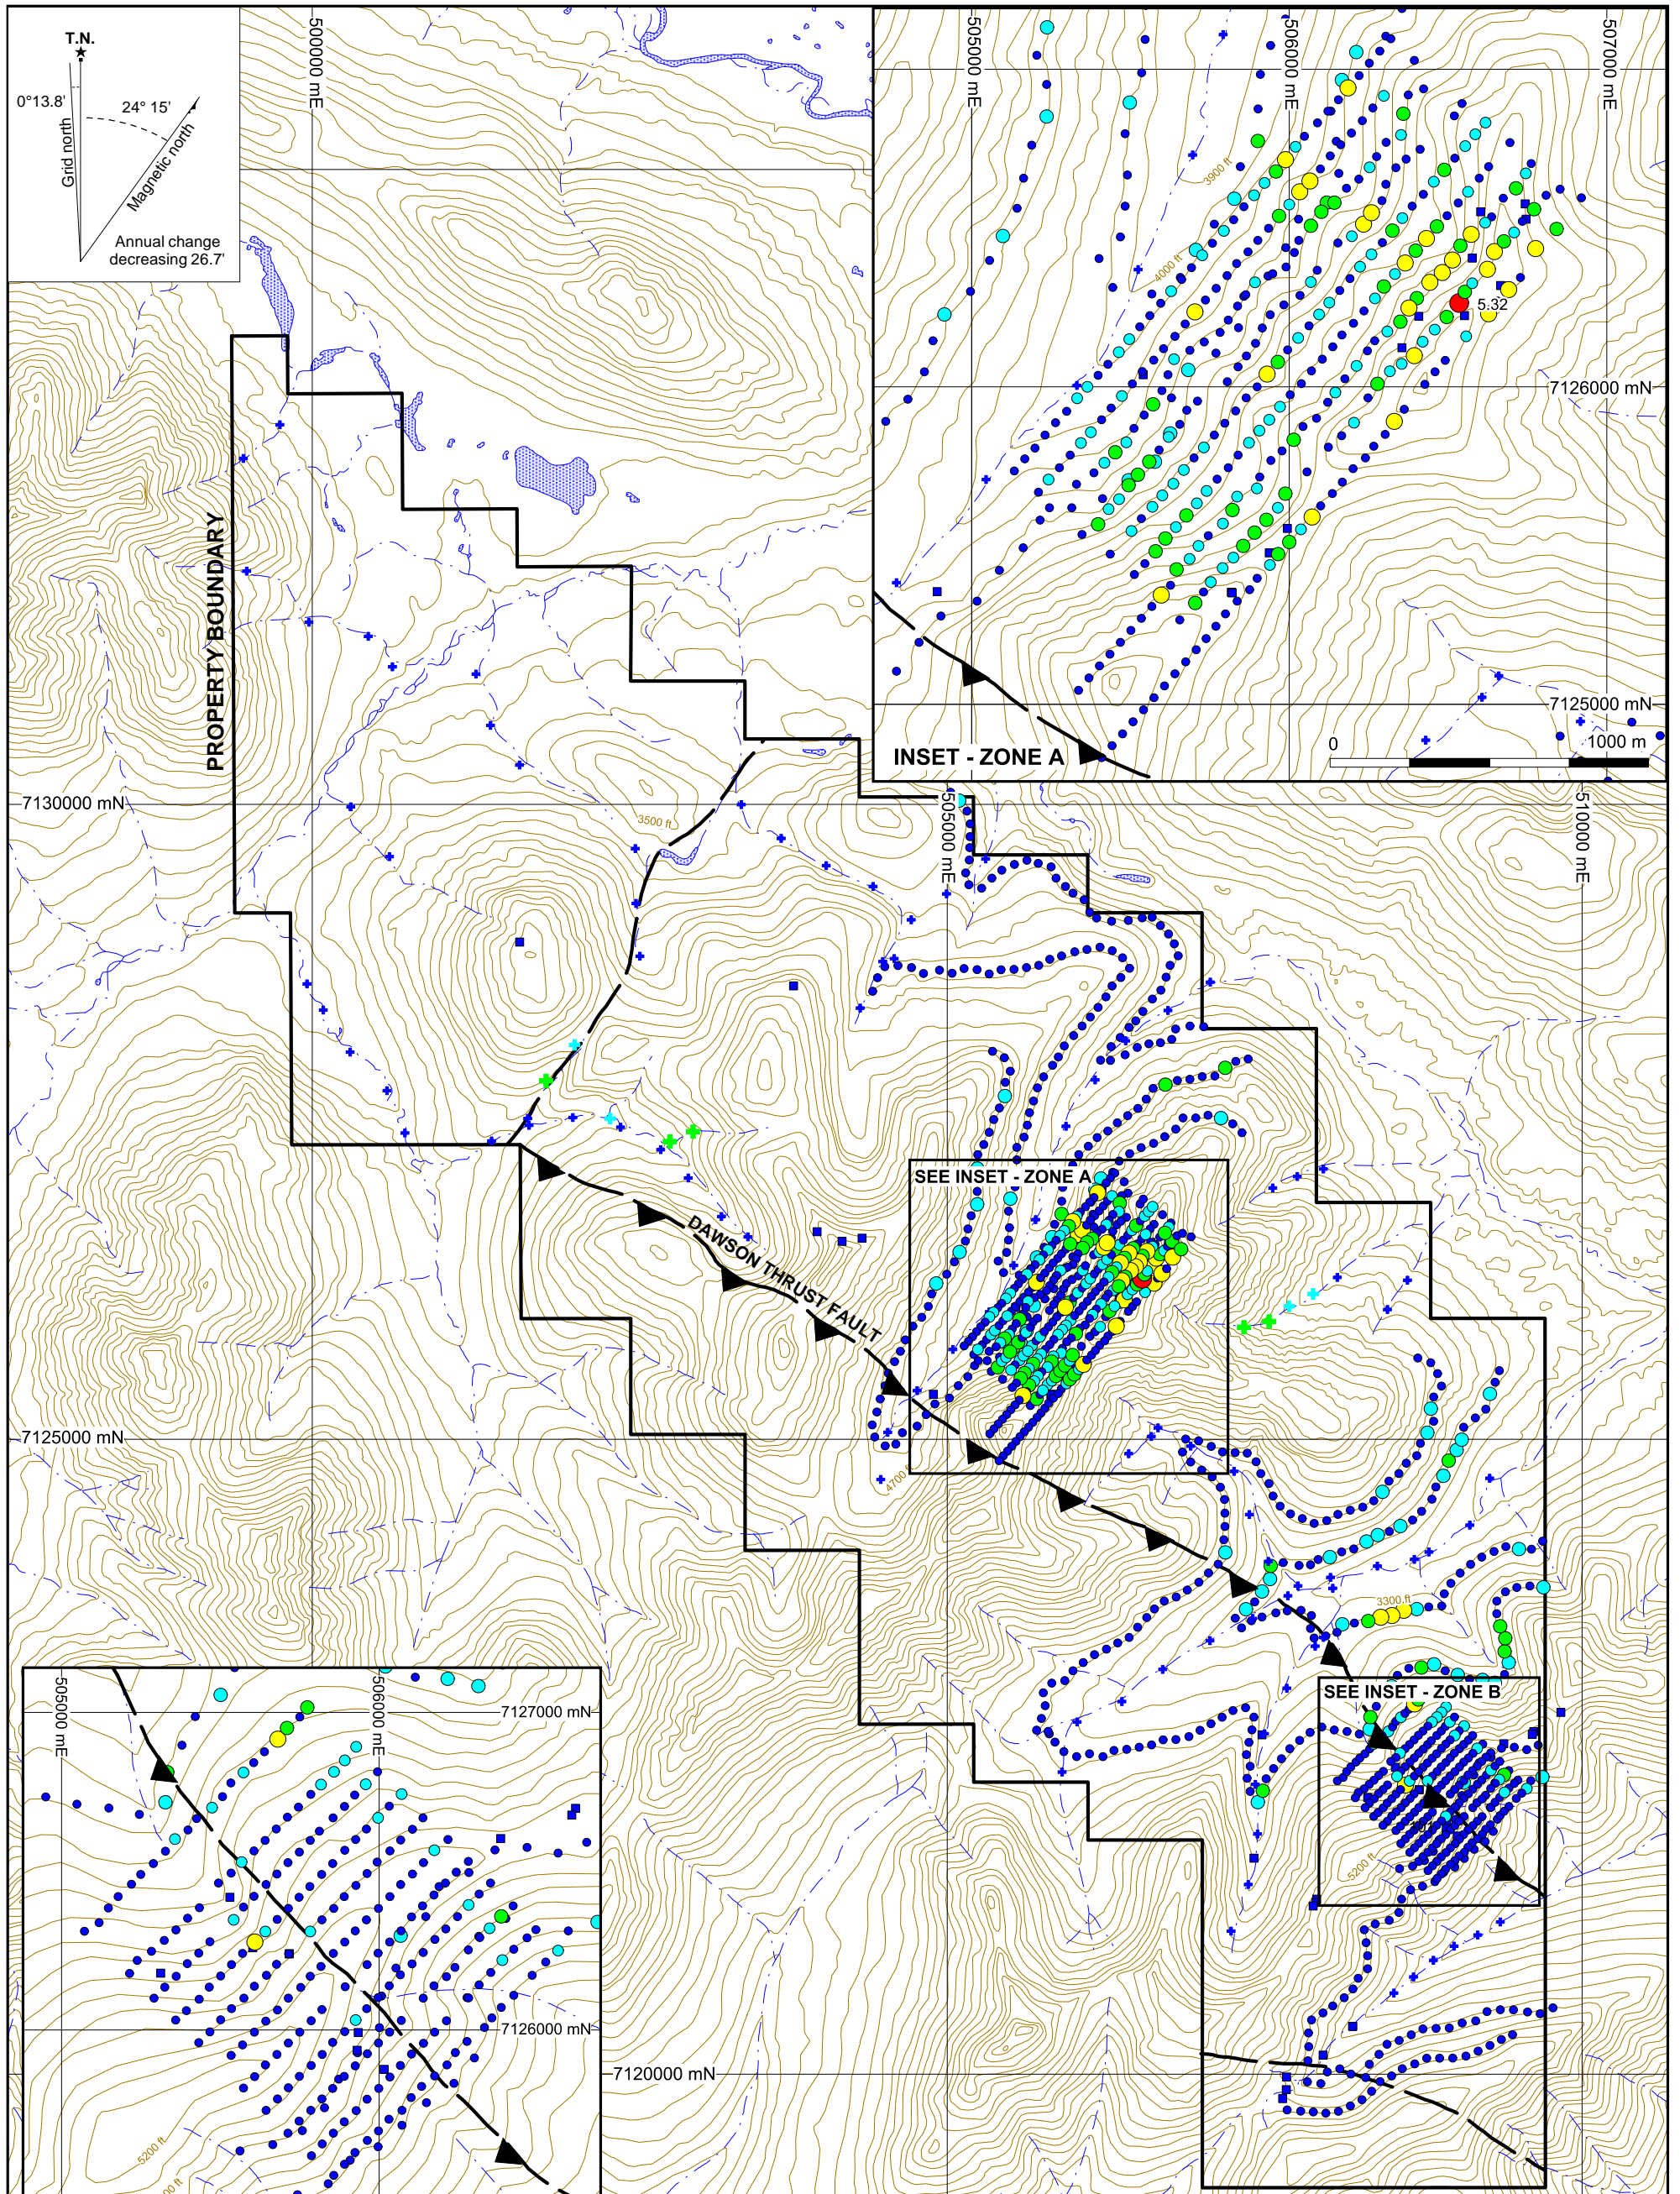 T.N.
0°13.8'
24° 15'
Grid north
Magnetic north
Annual change
decreasing 26.7'
500000 mE
505000 mE
506000 mE
507000 mE
3900 ft
4000 ft
5.32
7126000 mN
7125000 mN
INSET - ZONE A
0
1000 m
PROPERTY BOUNDARY
7130000 mN
3500 ft
505000 mE
510000 mE
SEE INSET - ZONE A
DAWSON THRUST FAULT
7125000 mN
4700 ft
3300 ft
SEE INSET - ZONE B
5200 ft
505000 mE
506000 mE
7127000 mN
7126000 mN
7120000 mN
5200 ft